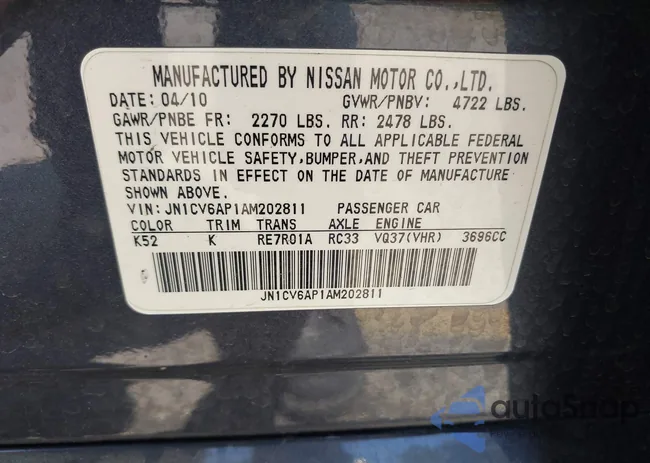 MANUFACTURED BY NISSAN MOTOR CO.,LTD.
DATE: 04/10 GVWR/PNBV: 4722 LBS.
GAWR/PNBE FR: 2270 LBS. RR: 2478 LBS.
THIS VEHICLE CONFORMS TO ALL APPLICABLE FEDERAL
MOTOR VEHICLE SAFETY,BUMPER,AND THEFT PREVENTION
STANDARDS IN EFFECT ON THE DATE OF MANUFACTURE
SHOWN ABOVE.
VIN: JN1CV6AP1AM202811 PASSENGER CAR
COLOR TRIM TRANS AXLE ENGINE
K52 K RE7R01A RC33 VQ37(VHR) 3696CC
JN1CV6AP1AM202811
autoSnap